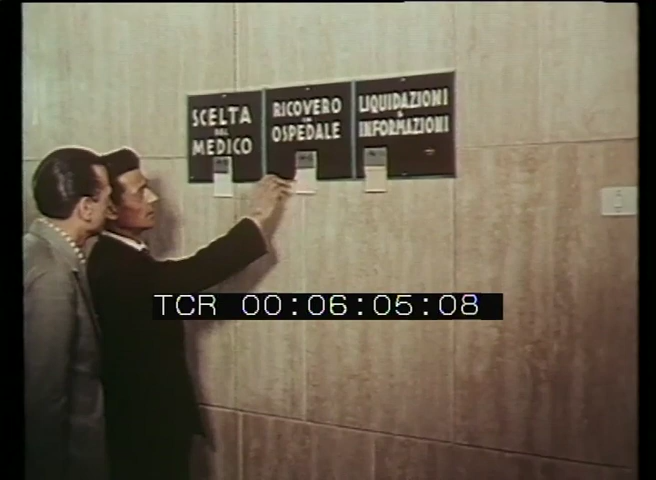 SCELTA
DEL
MEDICO
RICOVERO
IN
OSPEDALE
LIQUIDAZIONI
E
INFORMAZIONI
TCR 00:06:05:08